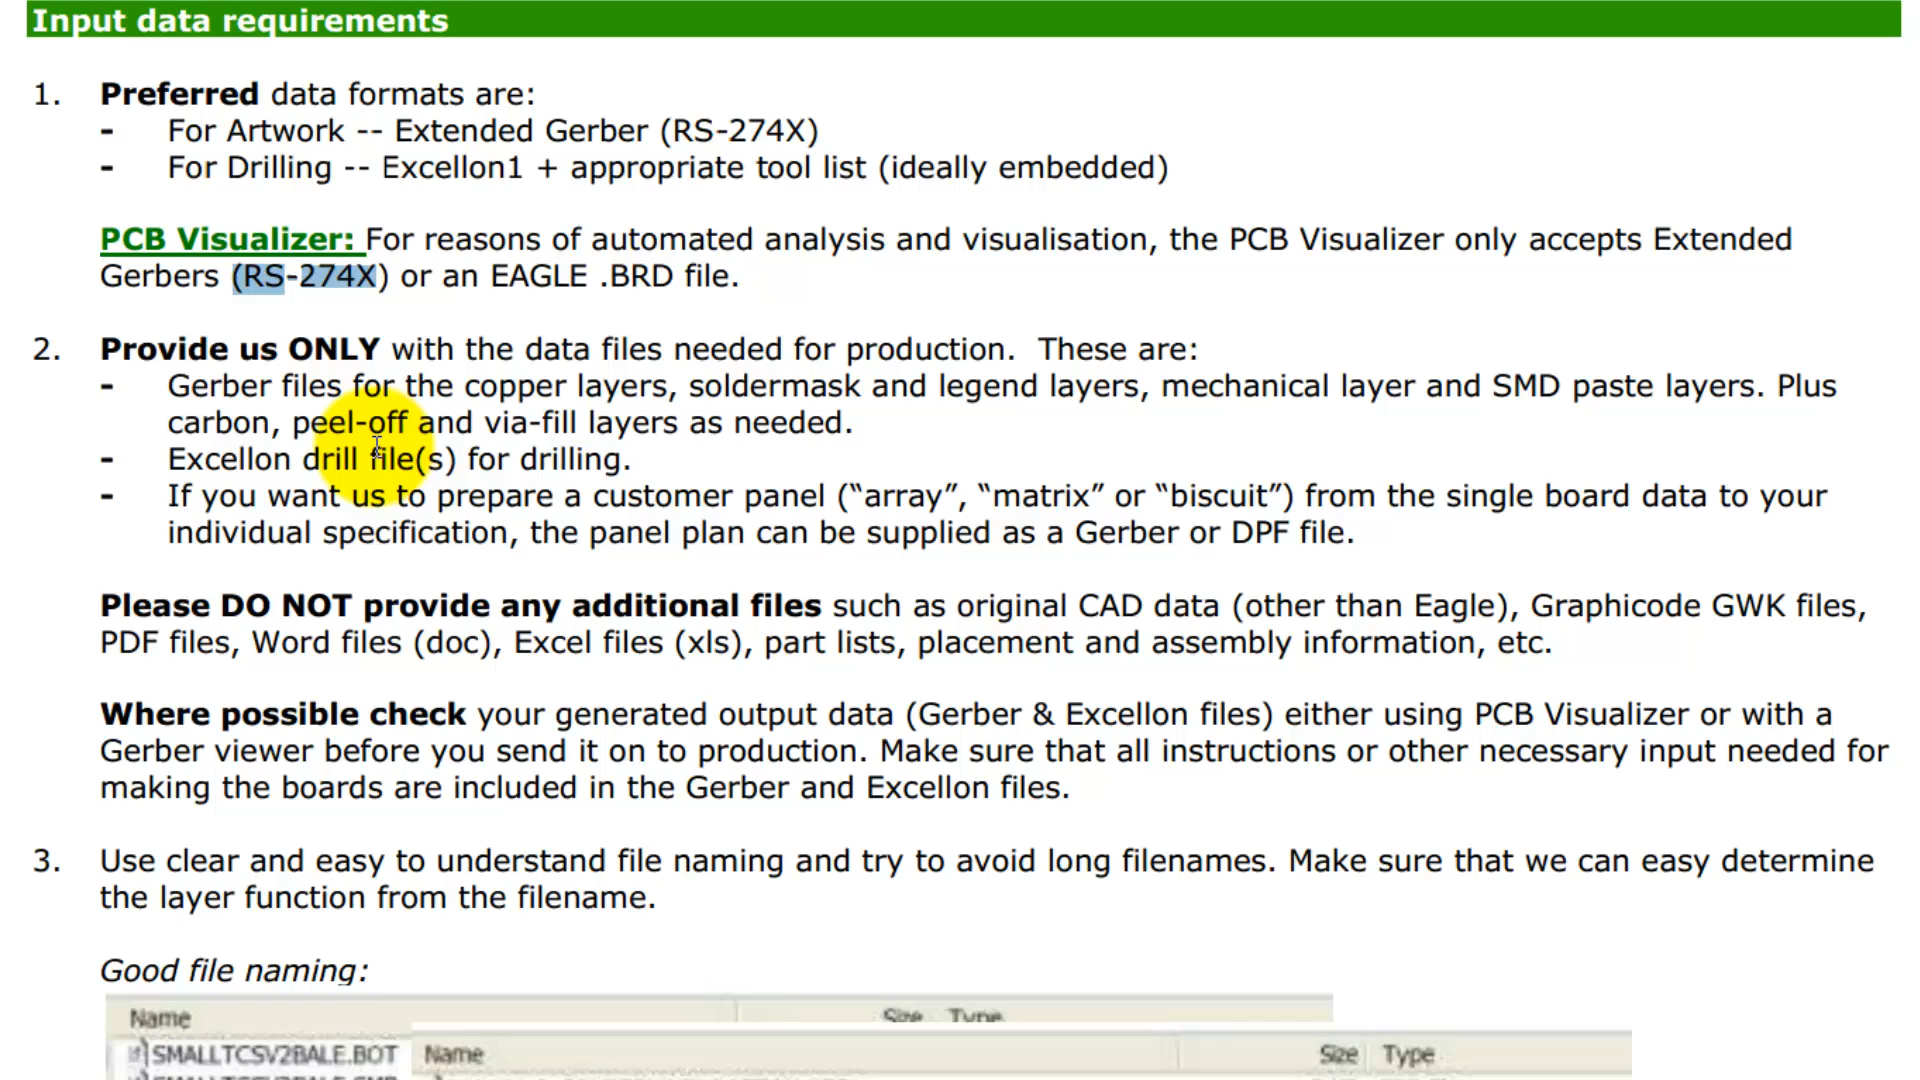 Input data requirements
1. Preferred data formats are:
- For Artwork -- Extended Gerber (RS-274X)
- For Drilling -- Excellon1 + appropriate tool list (ideally embedded)
PCB Visualizer: For reasons of automated analysis and visualisation, the PCB Visualizer only accepts Extended
Gerbers (RS-274X) or an EAGLE .BRD file.
2. Provide us ONLY with the data files needed for production. These are:
- Gerber files for the copper layers, soldermask and legend layers, mechanical layer and SMD paste layers. Plus
carbon, peel-off and via-fill layers as needed.
- Excellon drill file(s) for drilling.
- If you want us to prepare a customer panel (“array”, “matrix” or “biscuit”) from the single board data to your
individual specification, the panel plan can be supplied as a Gerber or DPF file.
Please DO NOT provide any additional files such as original CAD data (other than Eagle), Graphicode GWK files,
PDF files, Word files (doc), Excel files (xls), part lists, placement and assembly information, etc.
Where possible check your generated output data (Gerber & Excellon files) either using PCB Visualizer or with a
Gerber viewer before you send it on to production. Make sure that all instructions or other necessary input needed for
making the boards are included in the Gerber and Excellon files.
3. Use clear and easy to understand file naming and try to avoid long filenames. Make sure that we can easy determine
the layer function from the filename.
Good file naming:
Name Size Type
SMALLTCSV2BALE.BOT Name Size Type